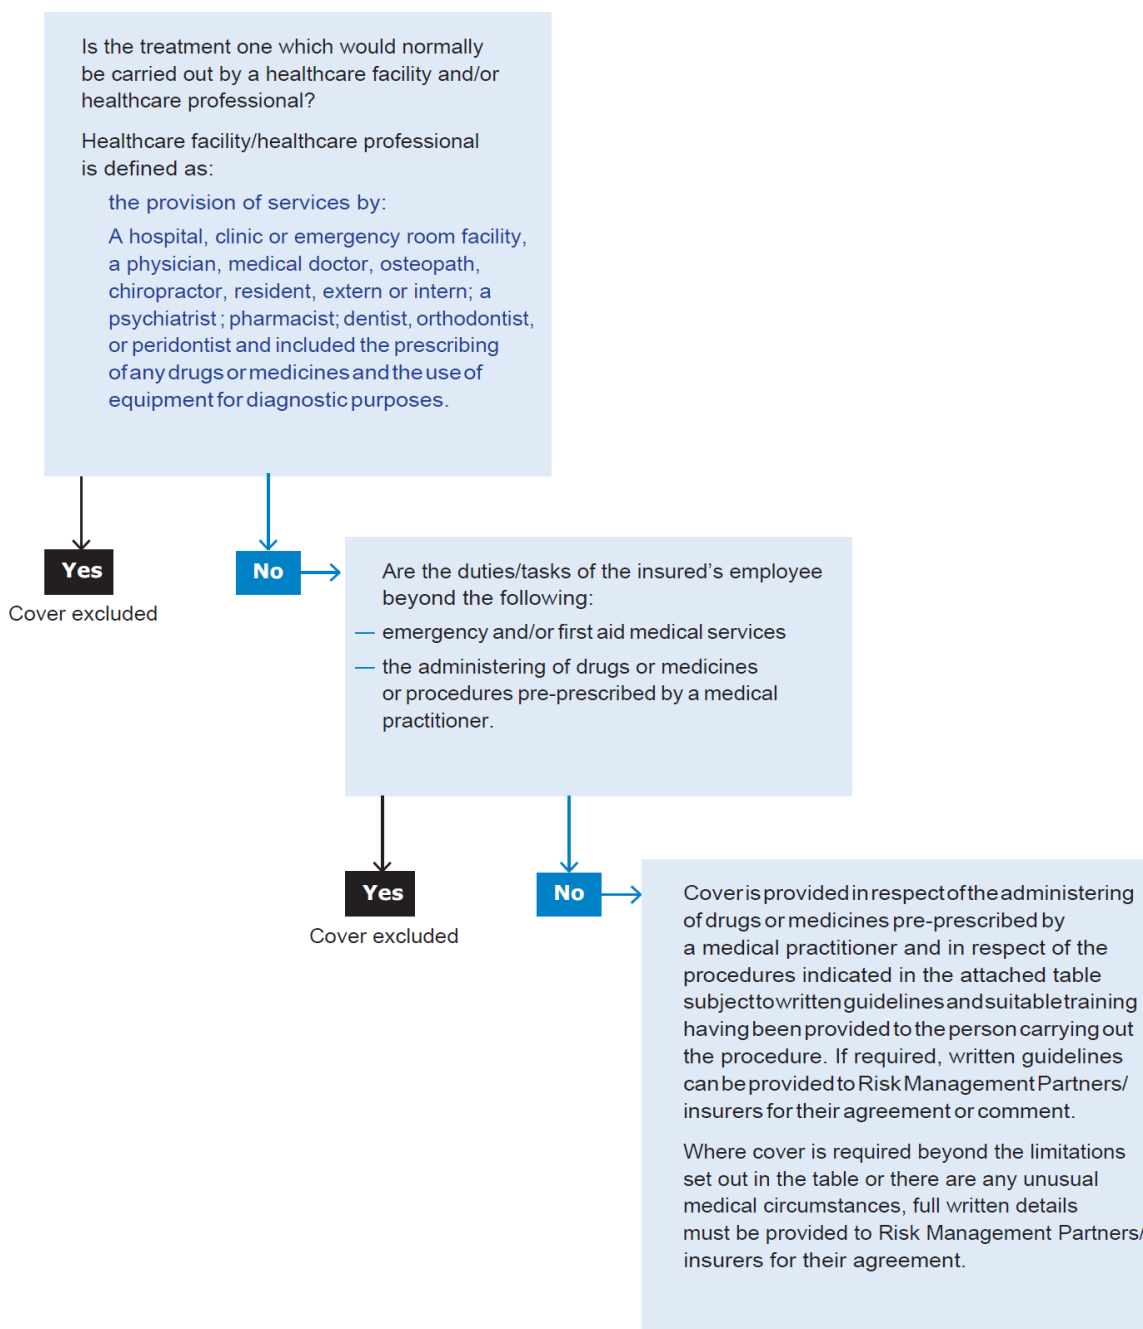 Is the treatment one which would normally
be carried out by a healthcare facility and/or
healthcare professional?
Healthcare facility/healthcare professional
is defined as:
the provision of services by:
A hospital, clinic or emergency room facility,
a physician, medical doctor, osteopath,
chiropractor, resident, extern or intern; a
psychiatrist; pharmacist; dentist, orthodontist,
or peridontist and included the prescribing
of any drugs or medicines and the use of
equipment for diagnostic purposes.
Yes
Cover excluded
No
Are the duties/tasks of the insured's employee
beyond the following:
— emergency and/or first aid medical services
— the administering of drugs or medicines
or procedures pre-prescribed by a medical
practitioner.
Yes
Cover excluded
No
Cover is provided in respect of the administering
of drugs or medicines pre-prescribed by
a medical practitioner and in respect of the
procedures indicated in the attached table
subject to written guidelines and suitable training
having been provided to the person carrying out
the procedure. If required, written guidelines
can be provided to Risk Management Partners/
insurers for their agreement or comment.
Where cover is required beyond the limitations
set out in the table or there are any unusual
medical circumstances, full written details
must be provided to Risk Management Partners/
insurers for their agreement.